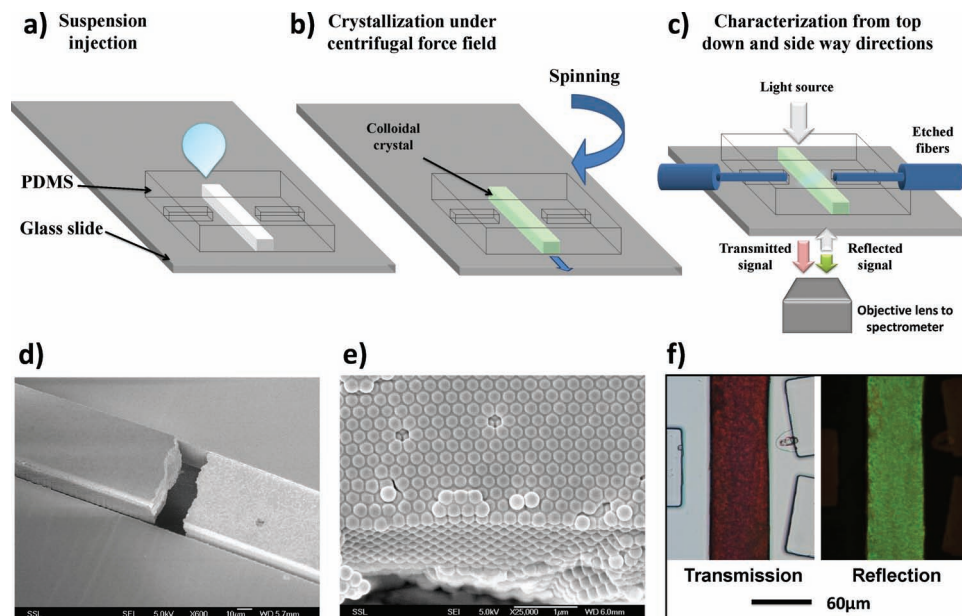 a)
Suspension
injection
PDMS
Glass slide
b)
Crystallization under
centrifugal force field
Spinning
Colloidal
crystal
c)
Characterization from top
down and side way directions
Light source
Etched
fibers
Transmitted
signal
Reflected
signal
Objective lens to
spectrometer
d)
SSL SEI 5.0kV X600 10μm WD 5.7mm
e)
SSL SEI 5.0kV X25,000 1μm WD 6.0mm
f)
Transmission
Reflection
60μm